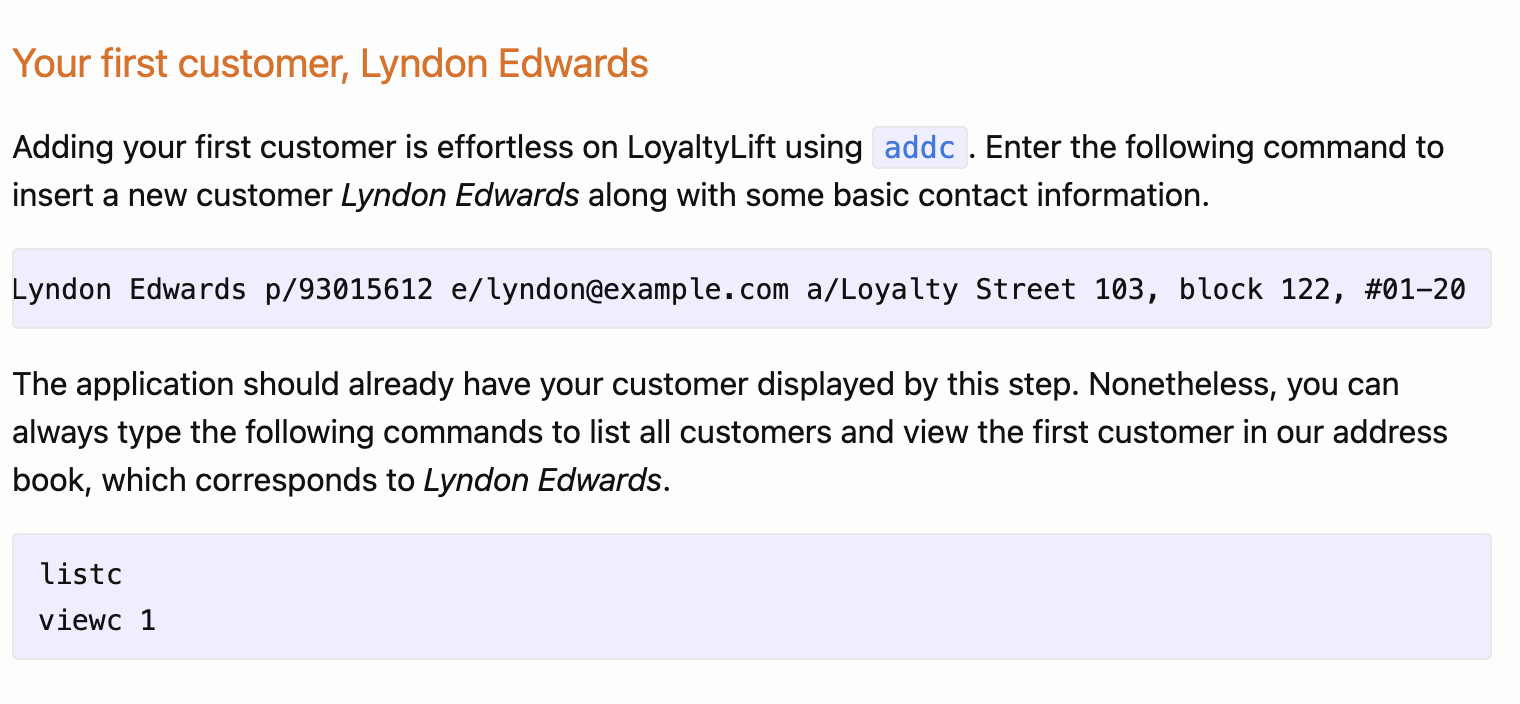 Your first customer, Lyndon Edwards
Adding your first customer is effortless on LoyaltyLift using addc. Enter the following command to
insert a new customer Lyndon Edwards along with some basic contact information.
Lyndon Edwards p/93015612 e/lyndon@example.com a/Loyalty Street 103, block 122, #01-20
The application should already have your customer displayed by this step. Nonetheless, you can
always type the following commands to list all customers and view the first customer in our address
book, which corresponds to Lyndon Edwards.
listc
viewc 1